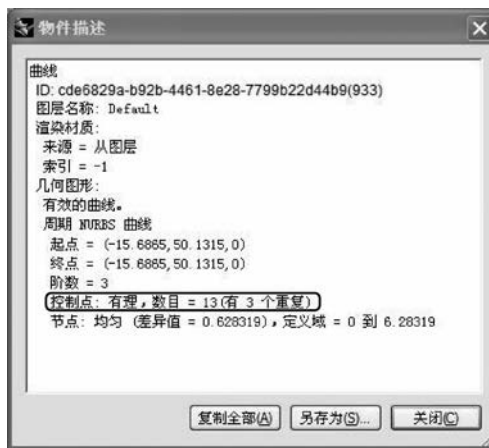 物件描述
曲线
ID: cde6829a-b92b-4461-8e28-7799b22d44b9(933)
图层名称: Default
渲染材质:
来源 = 从图层
索引 = -1
几何图形:
有效的曲线。
周期 NURBS 曲线
起点 = (-15.6865,50.1315,0)
终点 = (-15.6865,50.1315,0)
阶数 = 3
控制点: 有理, 数目 = 13(有 3 个重复)
节点: 均匀 (差异值 = 0.628319), 定义域 = 0 到 6.28319
复制全部(A) 另存为(S)... 关闭(C)